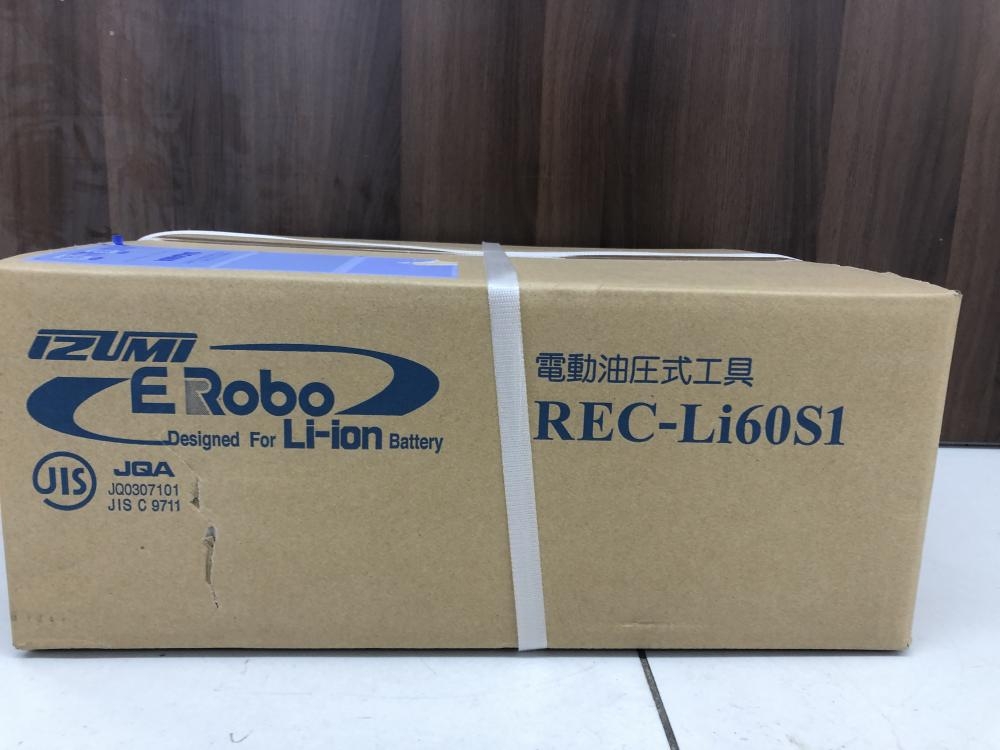 IZUMI
E Robo
Designed For Li-ion Battery
JIS
JQA
JQ0307101
JIS C 9711
電動油圧式工具
REC-Li60S1